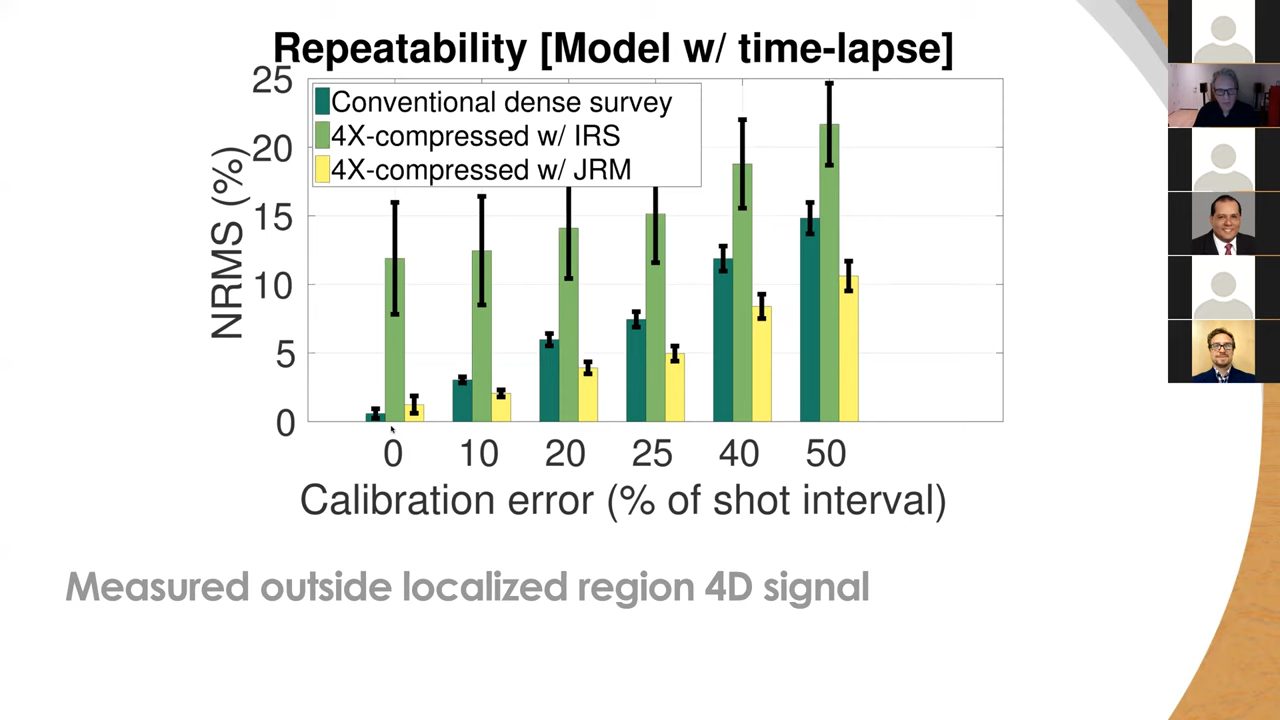 Repeatability [Model w/ time-lapse]
25
20
15
10
5
0
NRMS (%)
Conventional dense survey
4X-compressed w/ IRS
4X-compressed w/ JRM
0 10 20 25 40 50
Calibration error (% of shot interval)
Measured outside localized region 4D signal